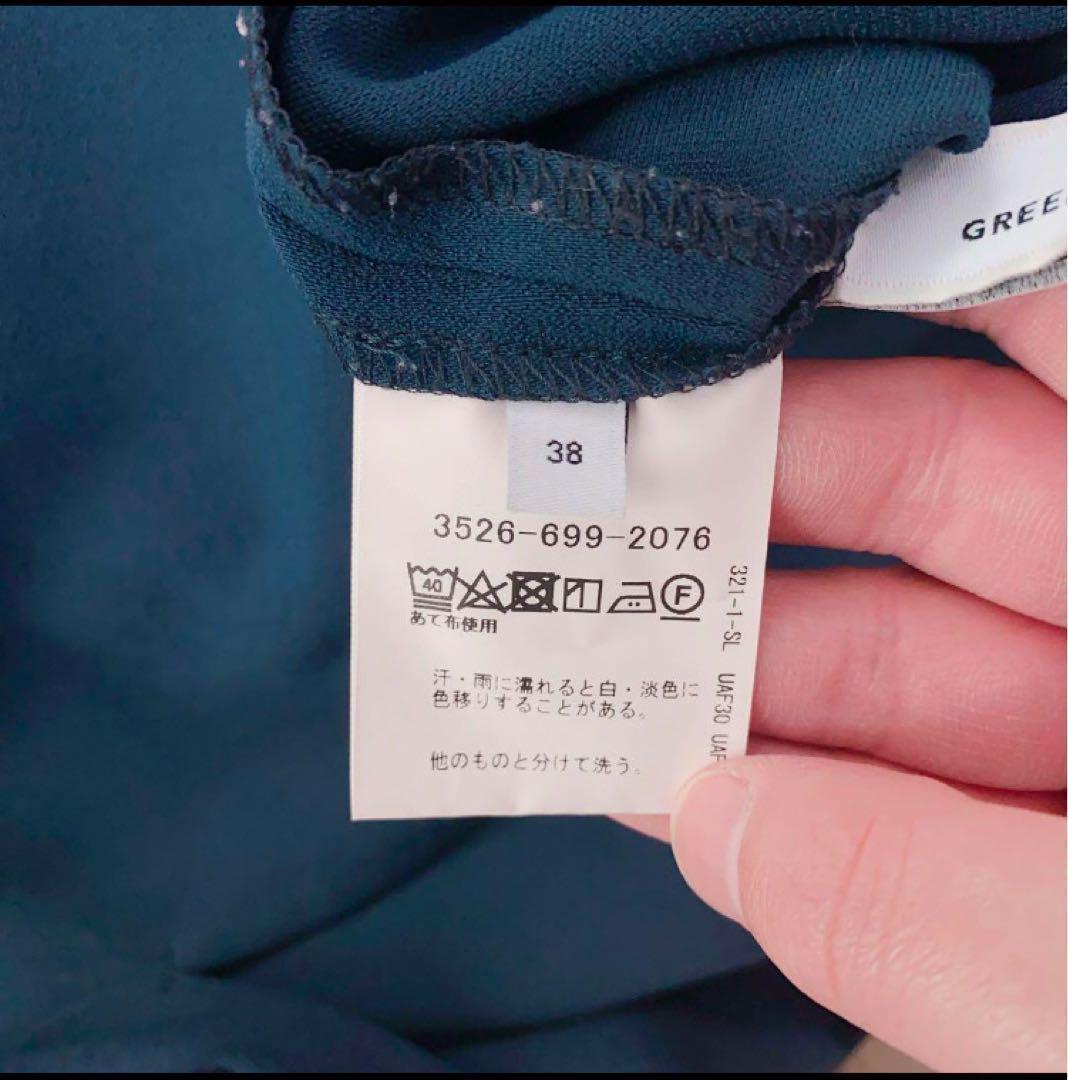 GREE
38
3526-699-2076
40
F
あて布使用
汗・雨に濡れると白・淡色に
色移りすることがある。
他のものと分けて洗う。
321-1-SL UAF30 UAF